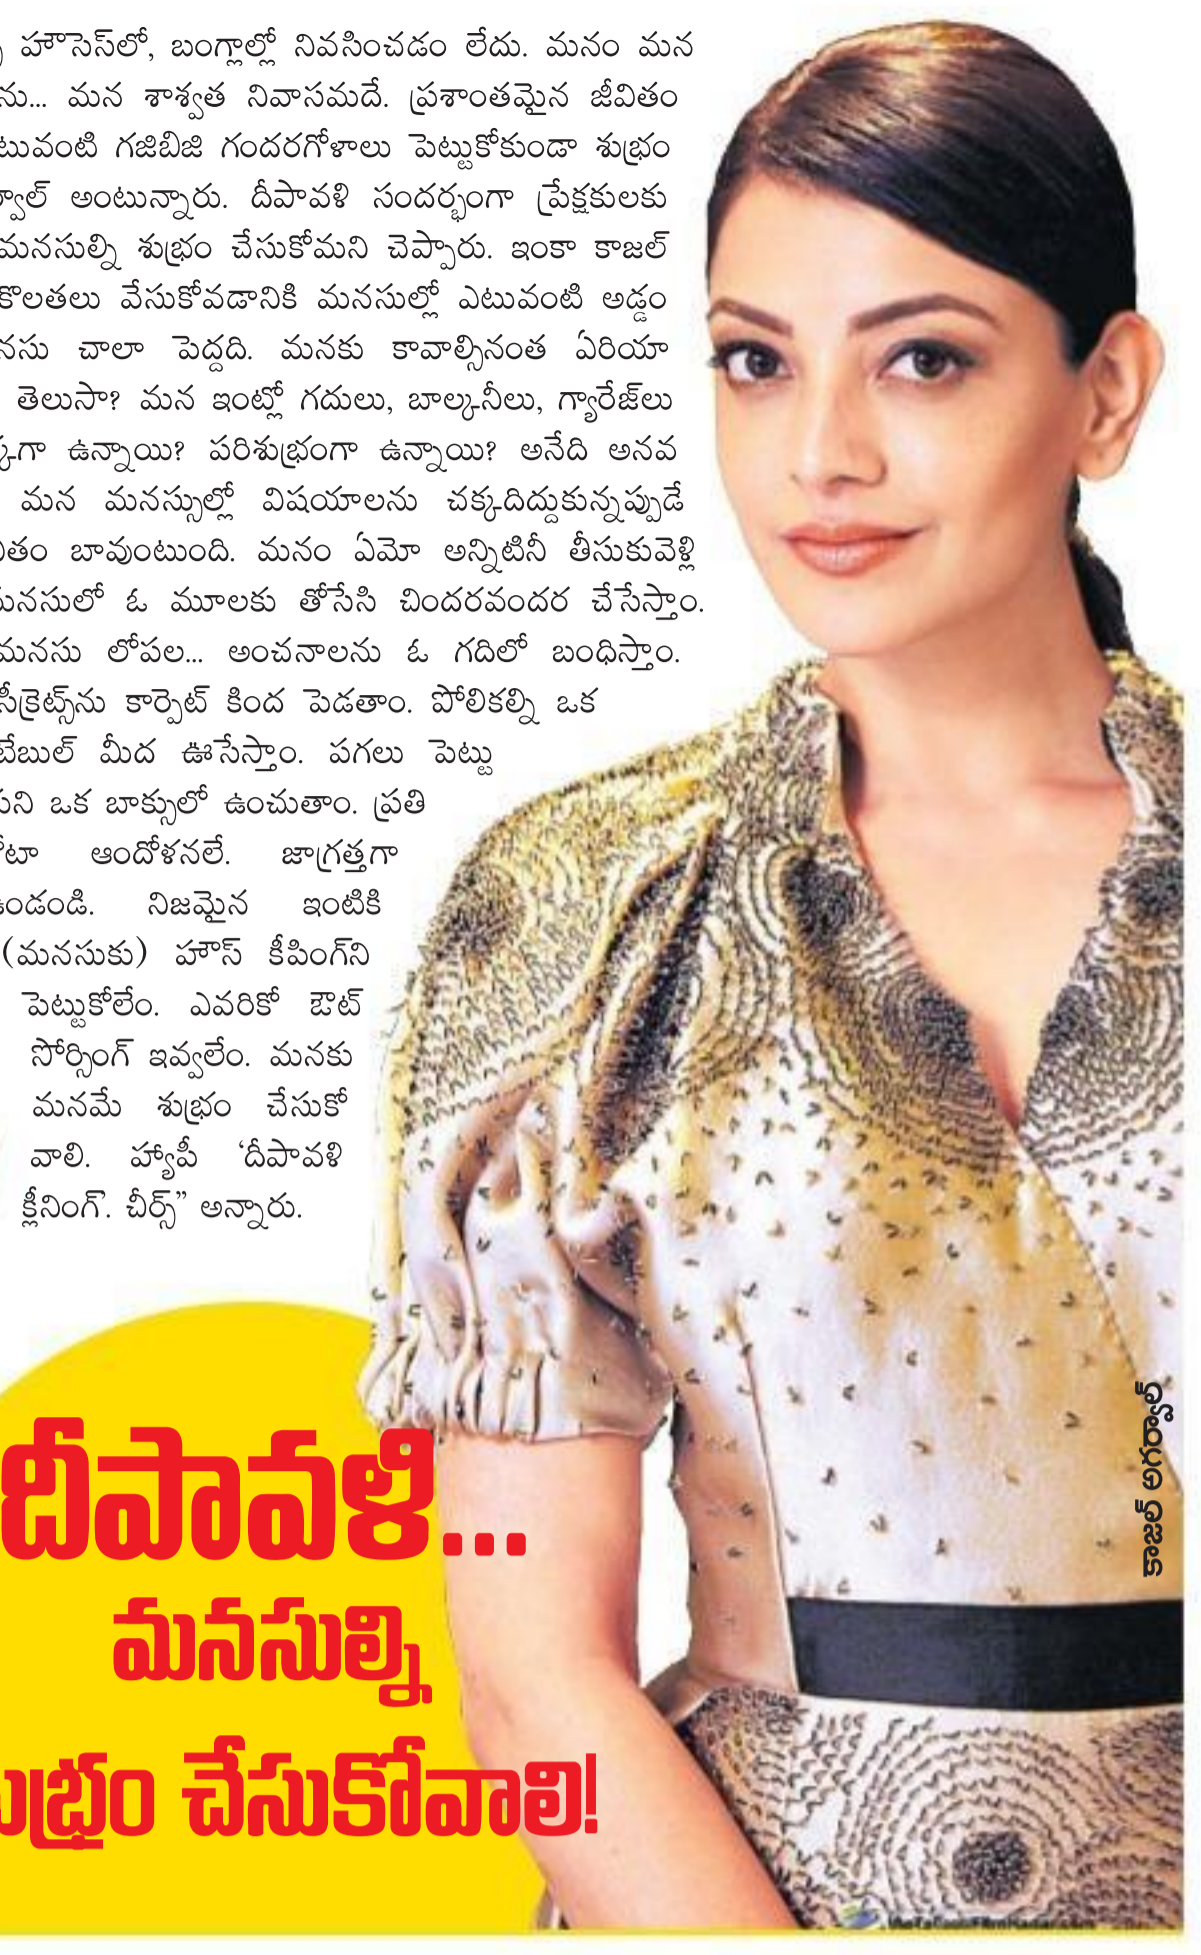 హౌసెస్‌లో, బంగ్లాల్లో నివసించడం లేదు. మనం మన
ను... మన శాశ్వత నివాసమదే. ప్రశాంతమైన జీవితం
టువంటి గజిబిజి గందరగోళాలు పెట్టుకోకుండా శుభ్రం
ర్వాల్ అంటున్నారు. దీపావళి సందర్భంగా ప్రేక్షకులకు
మనసుల్ని శుభ్రం చేసుకోమని చెప్పారు. ఇంకా కాజల్
కొలతలు వేసుకోవడానికి మనసుల్లో ఎటువంటి అడ్డం
నసు చాలా పెద్దది. మనకు కావాల్సినంత ఏరియా
తెలుసా? మన ఇంట్లో గదులు, బాల్కనీలు, గ్యారేజ్‌లు
క్కగా ఉన్నాయి? పరిశుభ్రంగా ఉన్నాయి? అనేది అనవ
మన మనస్సుల్లో విషయాలను చక్కదిద్దుకున్నప్పుడే
వితం బావుంటుంది. మనం ఏమో అన్నిటినీ తీసుకువెళ్లి
మనసులో ఓ మూలకు తోసేసి చిందరవందర చేసేస్తాం.
మనసు లోపల... అంచనాలను ఓ గదిలో బంధిస్తాం.
సీక్రెట్స్‌ను కార్పెట్ కింద పెడతాం. పోలికల్ని ఒక
టేబుల్ మీద ఊసేస్తాం. పగలు పెట్టు
ని ఒక బాక్సులో ఉంచుతాం. ప్రతి
చోటా ఆందోళనలే. జాగ్రత్తగా
ఉండండి. నిజమైన ఇంటికి
(మనసుకు) హౌస్ కీపింగ్‌ని
పెట్టుకోలేం. ఎవరికో ఔట్
సోర్సింగ్ ఇవ్వలేం. మనకు
మనమే శుభ్రం చేసుకో
వాలి. హ్యాపీ ‘దీపావళి
క్లీనింగ్’. చీర్స్” అన్నారు.
దీపావళి...
మనసుల్ని
శుభ్రం చేసుకోవాలి!
కాజల్ అగర్వాల్